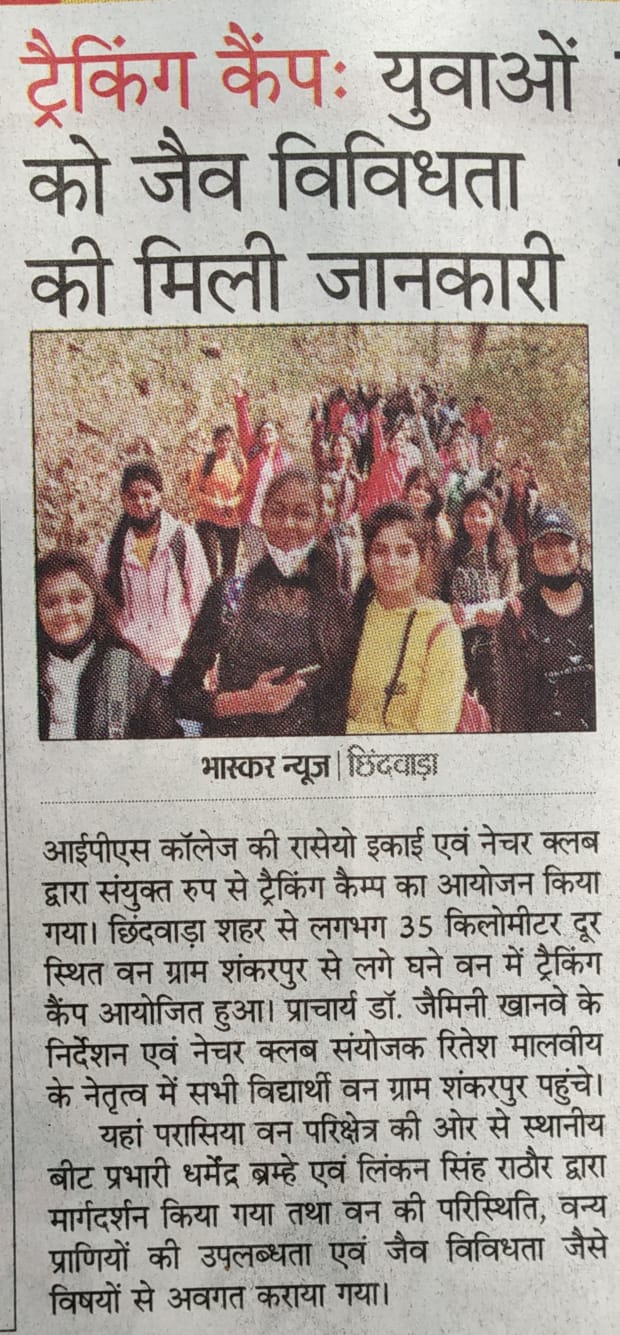 ट्रैकिंग कैंपः युवाओं
को जैव विविधता
की मिली जानकारी
भास्कर न्यूज | छिंदवाड़ा
आईपीएस कॉलेज की रासेयो इकाई एवं नेचर क्लब
द्वारा संयुक्त रुप से ट्रैकिंग कैम्प का आयोजन किया
गया। छिंदवाड़ा शहर से लगभग 35 किलोमीटर दूर
स्थित वन ग्राम शंकरपुर से लगे घने वन में ट्रैकिंग
कैंप आयोजित हुआ। प्राचार्य डॉ. जैमिनी खानवे के
निर्देशन एवं नेचर क्लब संयोजक रितेश मालवीय
के नेतृत्व में सभी विद्यार्थी वन ग्राम शंकरपुर पहुंचे।
यहां परासिया वन परिक्षेत्र की ओर से स्थानीय
बीट प्रभारी धर्मेंद्र ब्रम्हे एवं लिंकन सिंह राठौर द्वारा
मार्गदर्शन किया गया तथा वन की परिस्थिति, वन्य
प्राणियों की उपलब्धता एवं जैव विविधता जैसे
विषयों से अवगत कराया गया।